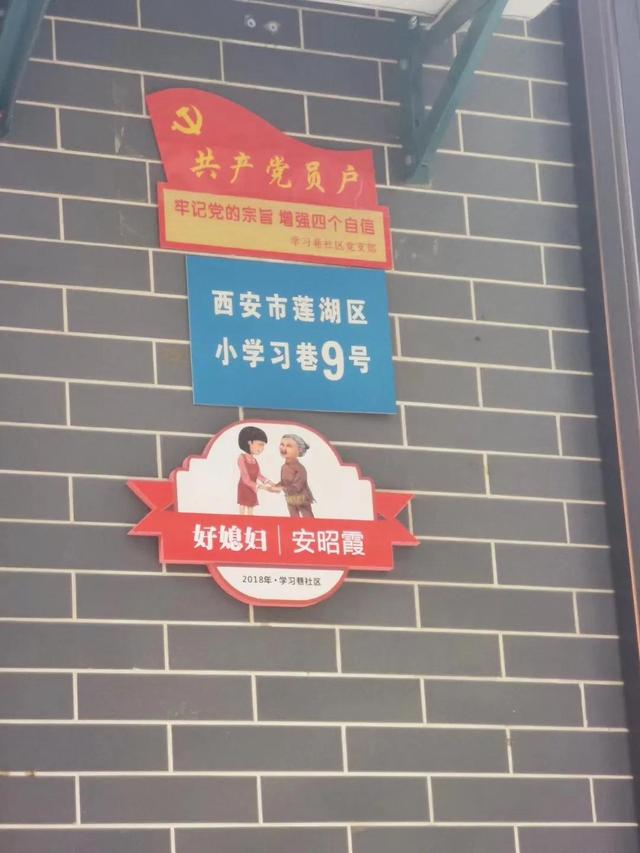 共产党员户
牢记党的宗旨 增强四个自信
学习巷社区党支部
西安市莲湖区
小学习巷9号
好媳妇|安昭霞
2018年·学习巷社区